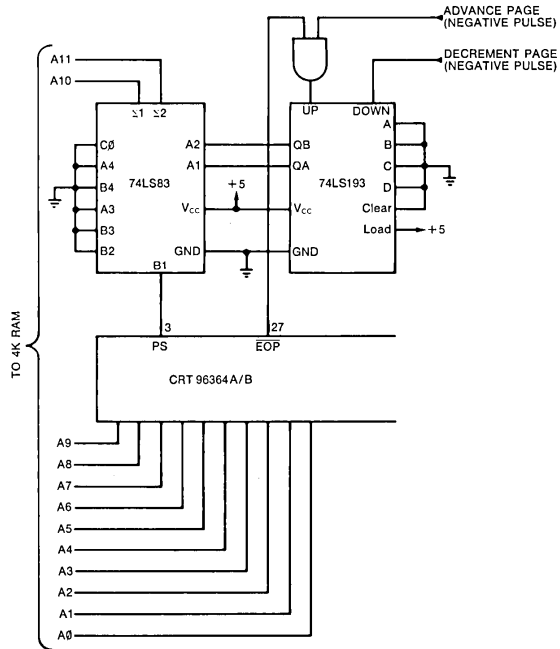 ADVANCE PAGE
(NEGATIVE PULSE)
DECREMENT PAGE
(NEGATIVE PULSE)
A11
A10
Σ1 Σ2
UP DOWN
CØ
A4
B4
A3
B3
B2
74LS83
A2
A1
VCC
GND
B1
+5
QB
QA
74LS193
VCC
GND
A
B
C
D
Clear
Load
+5
3
PS
27
E̅O̅P̅
CRT 96364A/B
TO 4K RAM
A9
A8
A7
A6
A5
A4
A3
A2
A1
AØ